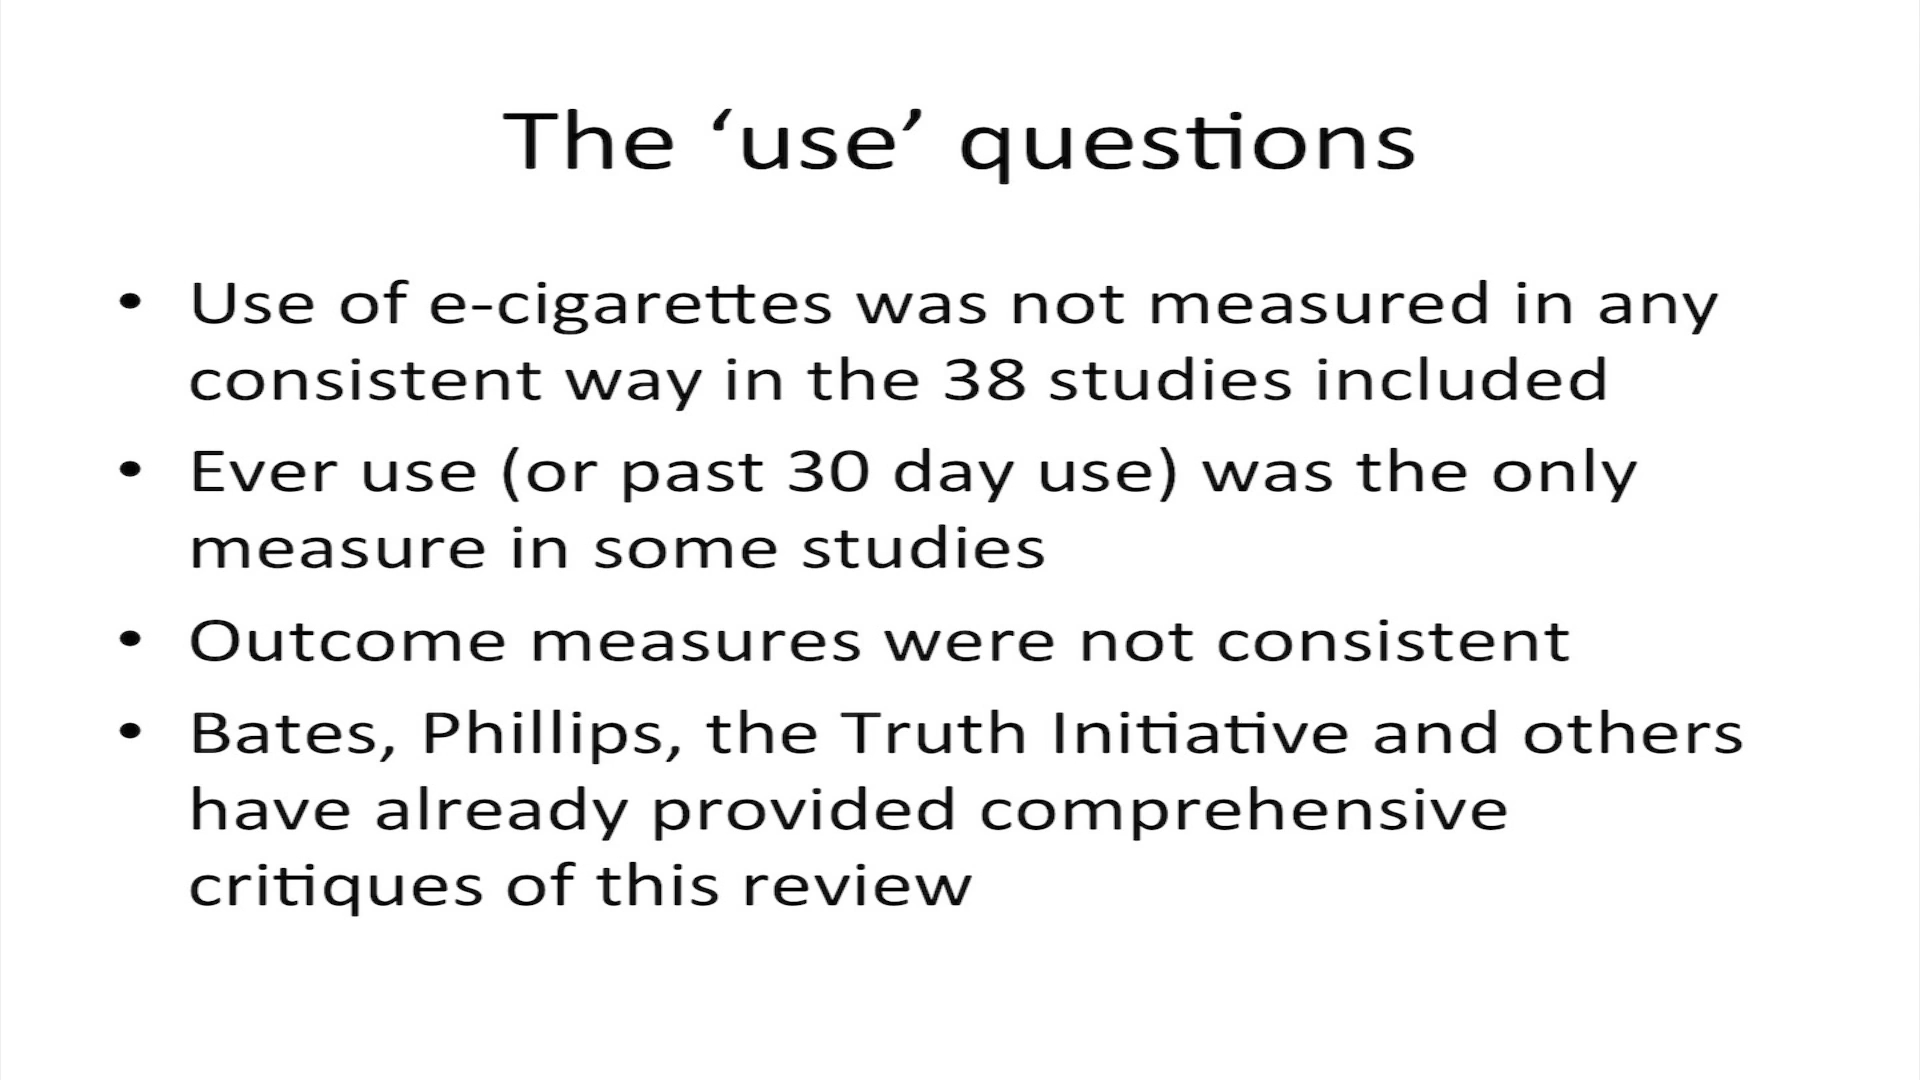 The ‘use’ questions
• Use of e-cigarettes was not measured in any
consistent way in the 38 studies included
• Ever use (or past 30 day use) was the only
measure in some studies
• Outcome measures were not consistent
• Bates, Phillips, the Truth Initiative and others
have already provided comprehensive
critiques of this review